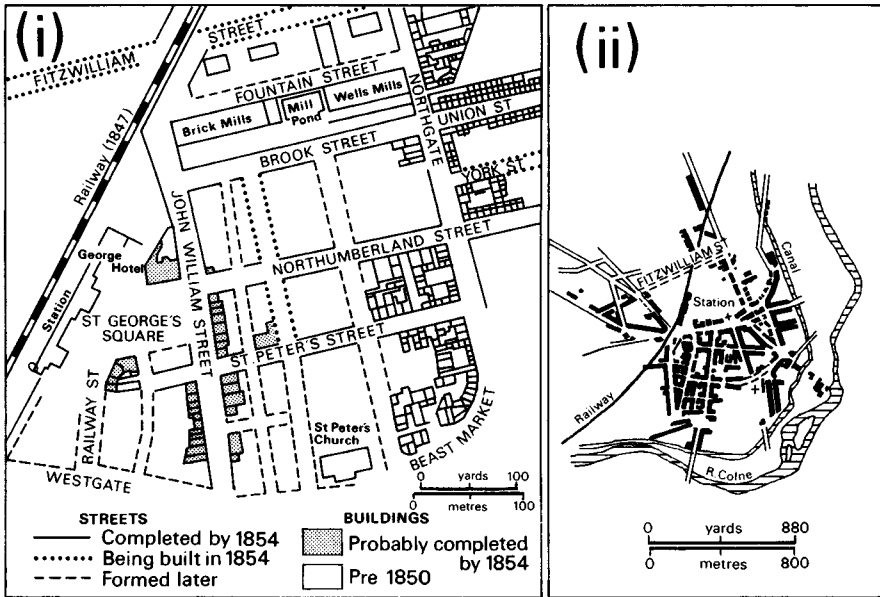 (i)
FITZWILLIAM STREET
FOUNTAIN STREET
Railway (1847)
Brick Mills
Mill
Pond
Wells Mills
NORTHGATE
UNION ST
BROOK STREET
YORK ST
JOHN WILLIAM STREET
NORTHUMBERLAND STREET
George
Hotel
Station
ST GEORGE'S
SQUARE
ST PETER'S STREET
RAILWAY ST
St Peter's
Church
BEAST MARKET
WESTGATE
0 yards 100
0 metres 100
STREETS
Completed by 1854
Being built in 1854
Formed later
BUILDINGS
Probably completed
by 1854
Pre 1850
(ii)
FITZWILLIAM ST
Canal
Station
Railway
R. Colne
0 yards 880
0 metres 800